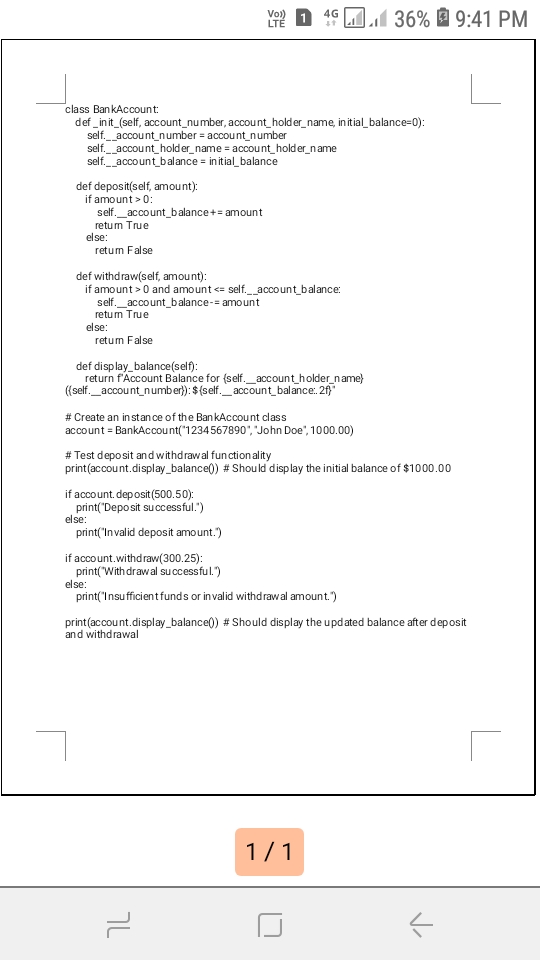 Vo)) LTE 1 4G 36% 9:41 PM
class BankAccount:
    def _init_(self, account_number, account_holder_name, initial_balance=0):
        self.__account_number = account_number
        self.__account_holder_name = account_holder_name
        self.__account_balance = initial_balance

    def deposit(self, amount):
        if amount > 0:
            self.__account_balance += amount
            return True
        else:
            return False

    def withdraw(self, amount):
        if amount > 0 and amount <= self.__account_balance:
            self.__account_balance -= amount
            return True
        else:
            return False

    def display_balance(self):
        return f"Account Balance for {self.__account_holder_name}
({self.__account_number}): ${self.__account_balance:.2f}"

# Create an instance of the BankAccount class
account = BankAccount("1234567890", "John Doe", 1000.00)

# Test deposit and withdrawal functionality
print(account.display_balance()) # Should display the initial balance of $1000.00

if account.deposit(500.50):
    print("Deposit successful.")
else:
    print("Invalid deposit amount.")

if account.withdraw(300.25):
    print("Withdrawal successful.")
else:
    print("Insufficient funds or invalid withdrawal amount.")

print(account.display_balance()) # Should display the updated balance after deposit
and withdrawal
1 / 1